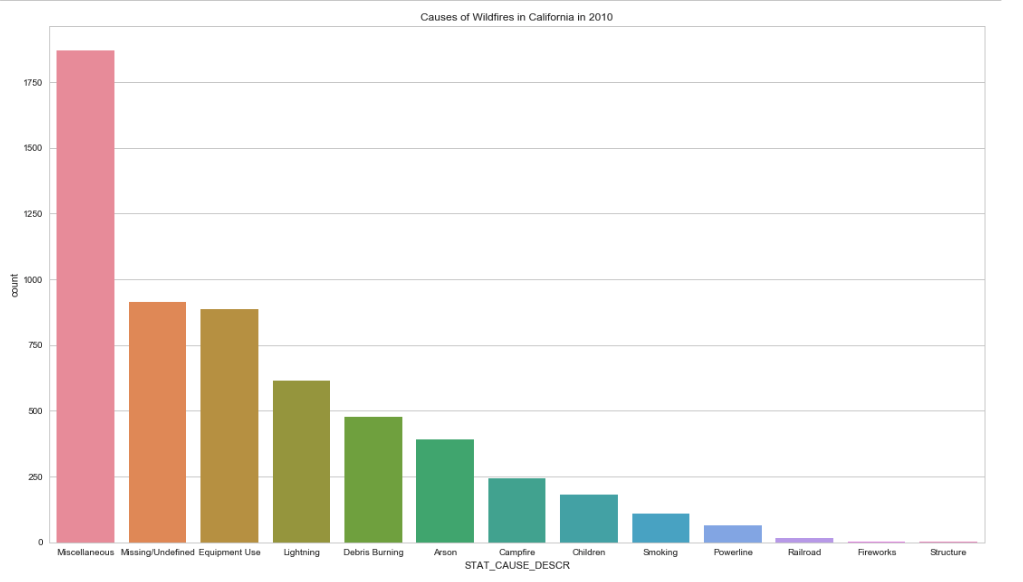 Causes of Wildfires in California in 2010
1750
1500
1250
1000
750
500
250
0
count
Miscellaneous Missing/Undefined Equipment Use Lightning Debris Burning Arson Campfire Children Smoking Powerline Railroad Fireworks Structure
STAT_CAUSE_DESCR